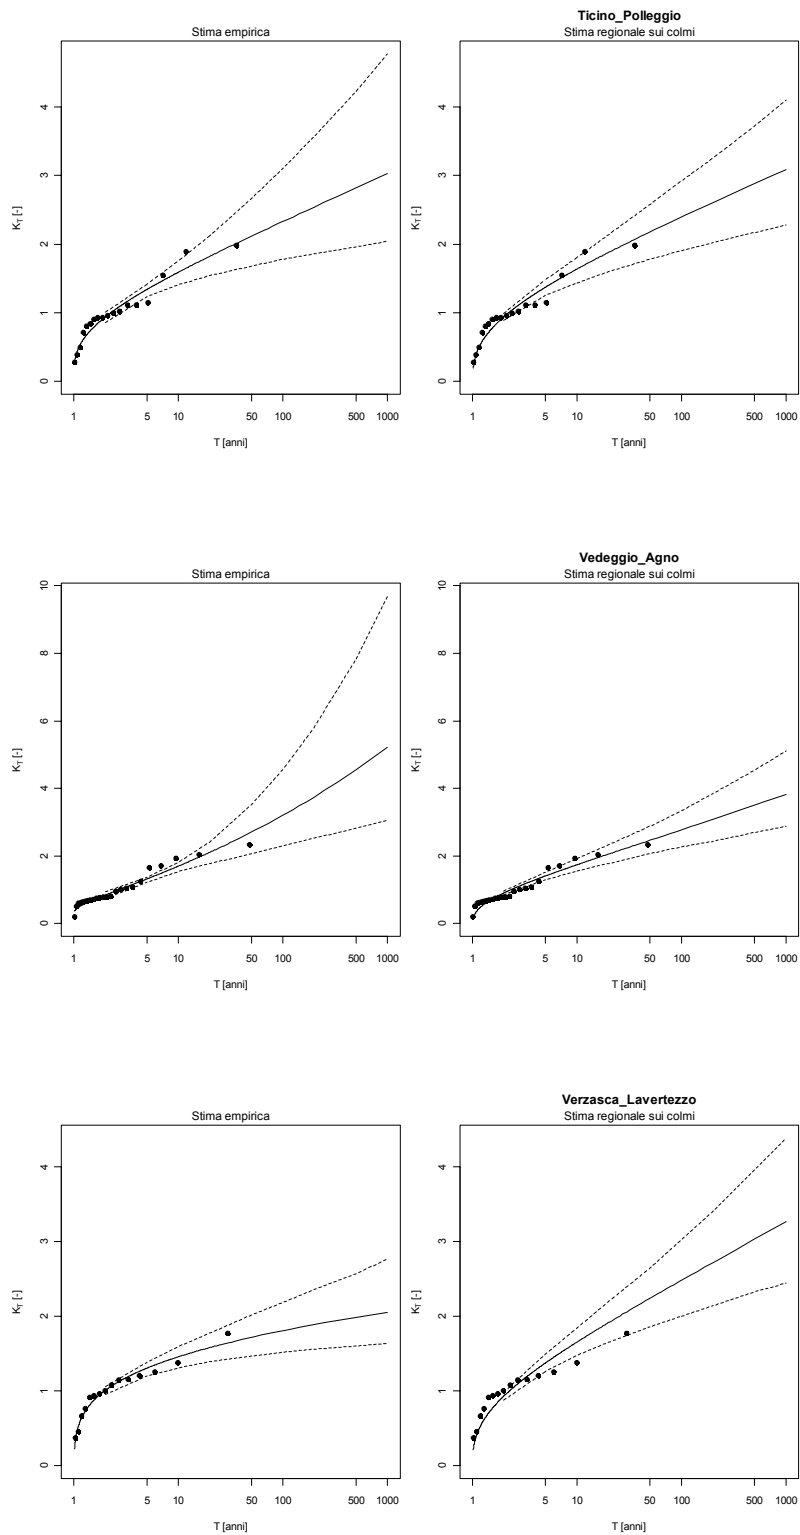 Ticino_Polleggio
Stima empirica
Stima regionale sui colmi
4
3
2
1
0
K_T [-]
1 5 10 50 100 500 1000
T [anni]
4
3
2
1
0
K_T [-]
1 5 10 50 100 500 1000
T [anni]
Vedeggio_Agno
Stima empirica
Stima regionale sui colmi
10
8
6
4
2
0
K_T [-]
1 5 10 50 100 500 1000
T [anni]
10
8
6
4
2
0
K_T [-]
1 5 10 50 100 500 1000
T [anni]
Verzasca_Lavertezzo
Stima empirica
Stima regionale sui colmi
4
3
2
1
0
K_T [-]
1 5 10 50 100 500 1000
T [anni]
4
3
2
1
0
K_T [-]
1 5 10 50 100 500 1000
T [anni]